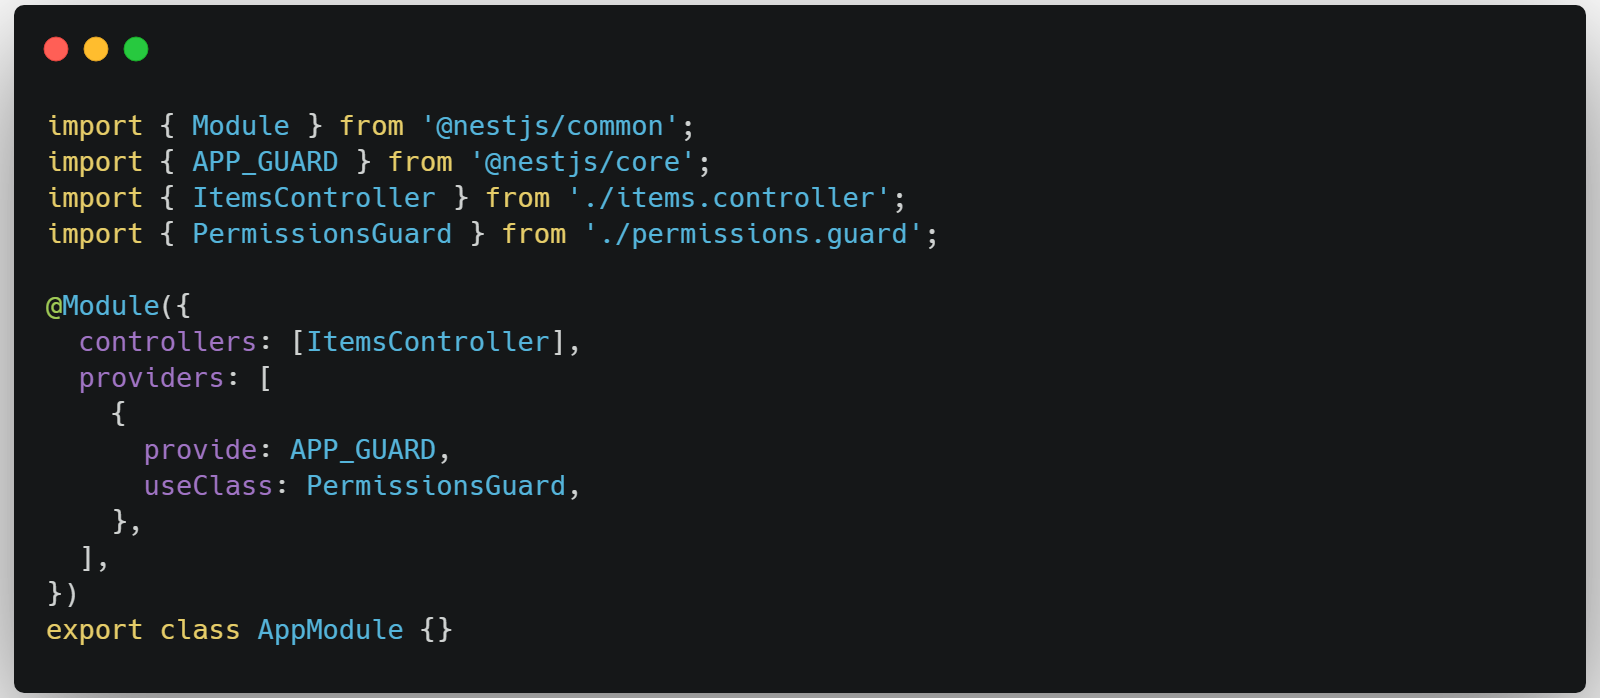 import { Module } from '@nestjs/common';
import { APP_GUARD } from '@nestjs/core';
import { ItemsController } from './items.controller';
import { PermissionsGuard } from './permissions.guard';

@Module({
  controllers: [ItemsController],
  providers: [
    {
      provide: APP_GUARD,
      useClass: PermissionsGuard,
    },
  ],
})
export class AppModule {}